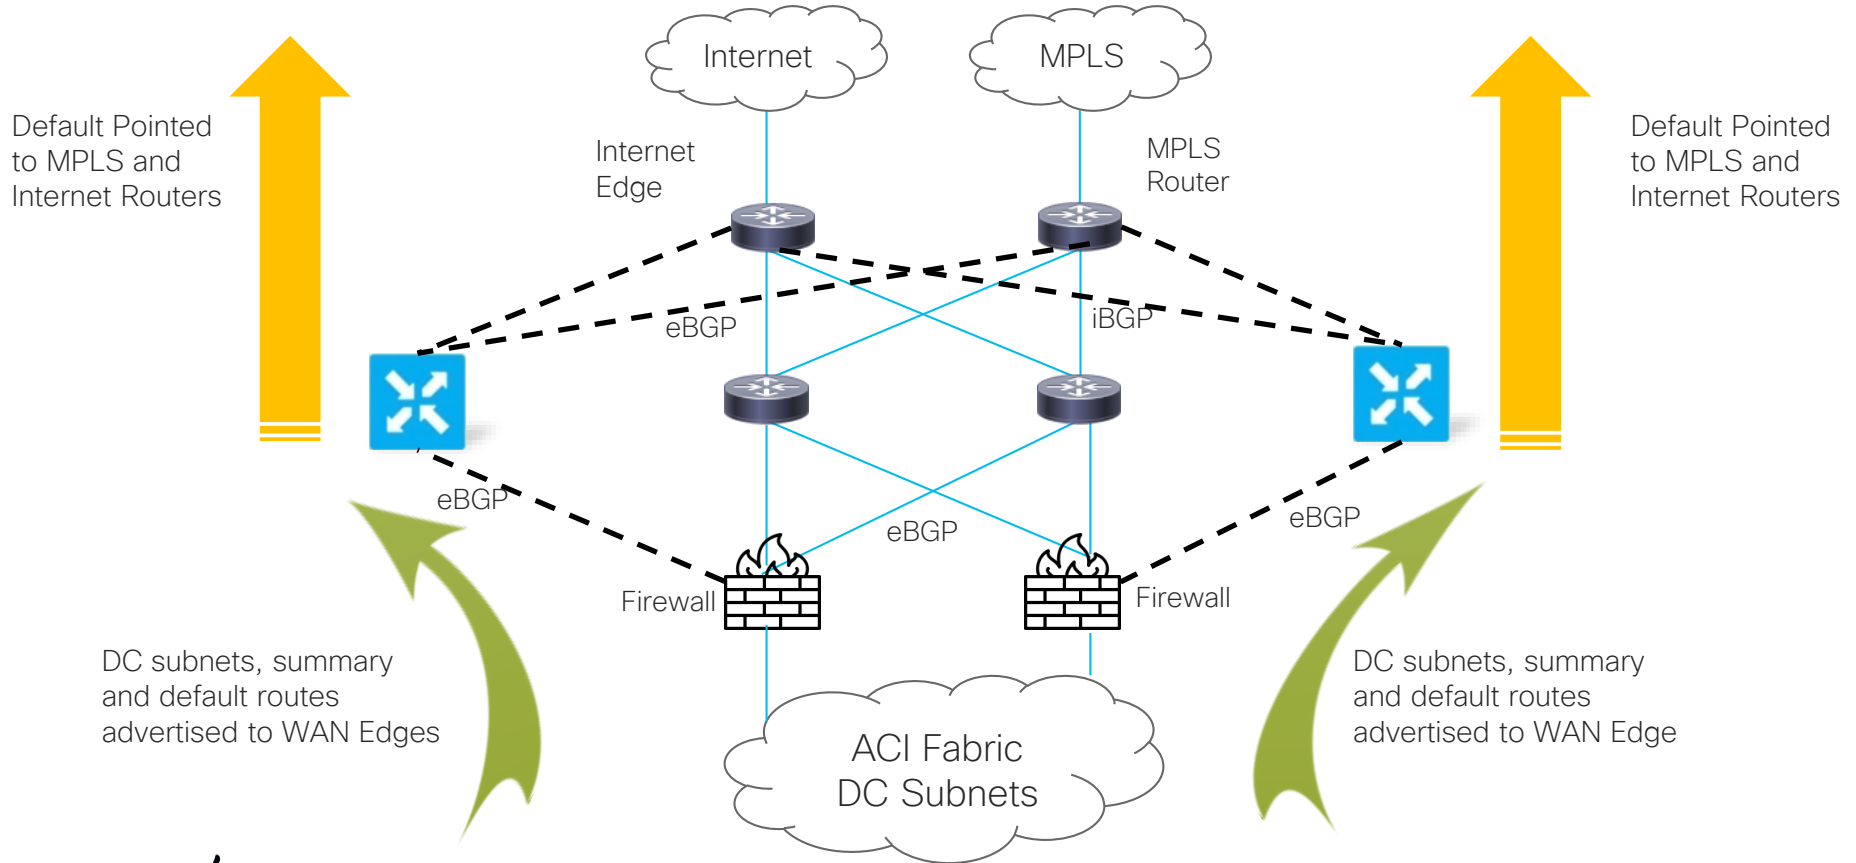 Internet
MPLS
Default Pointed
to MPLS and
Internet Routers
Internet
Edge
MPLS
Router
Default Pointed
to MPLS and
Internet Routers
eBGP
iBGP
eBGP
eBGP
eBGP
Firewall
Firewall
DC subnets, summary
and default routes
advertised to WAN Edges
DC subnets, summary
and default routes
advertised to WAN Edge
ACI Fabric
DC Subnets